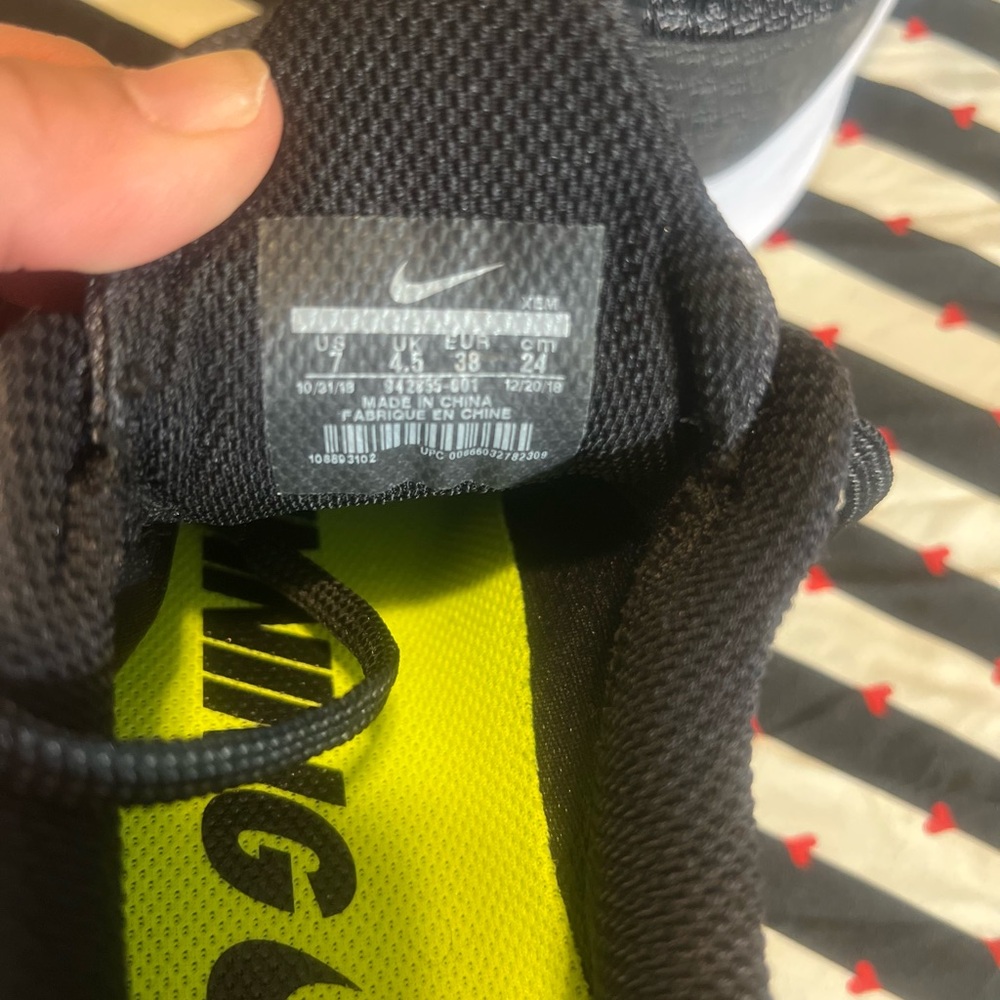 XSM
US UK EUR cm
7 4.5 38 24
10/31/18 942855-001 12/20/18
MADE IN CHINA
FABRIQUE EN CHINE
108893102 UPC 00666032782309